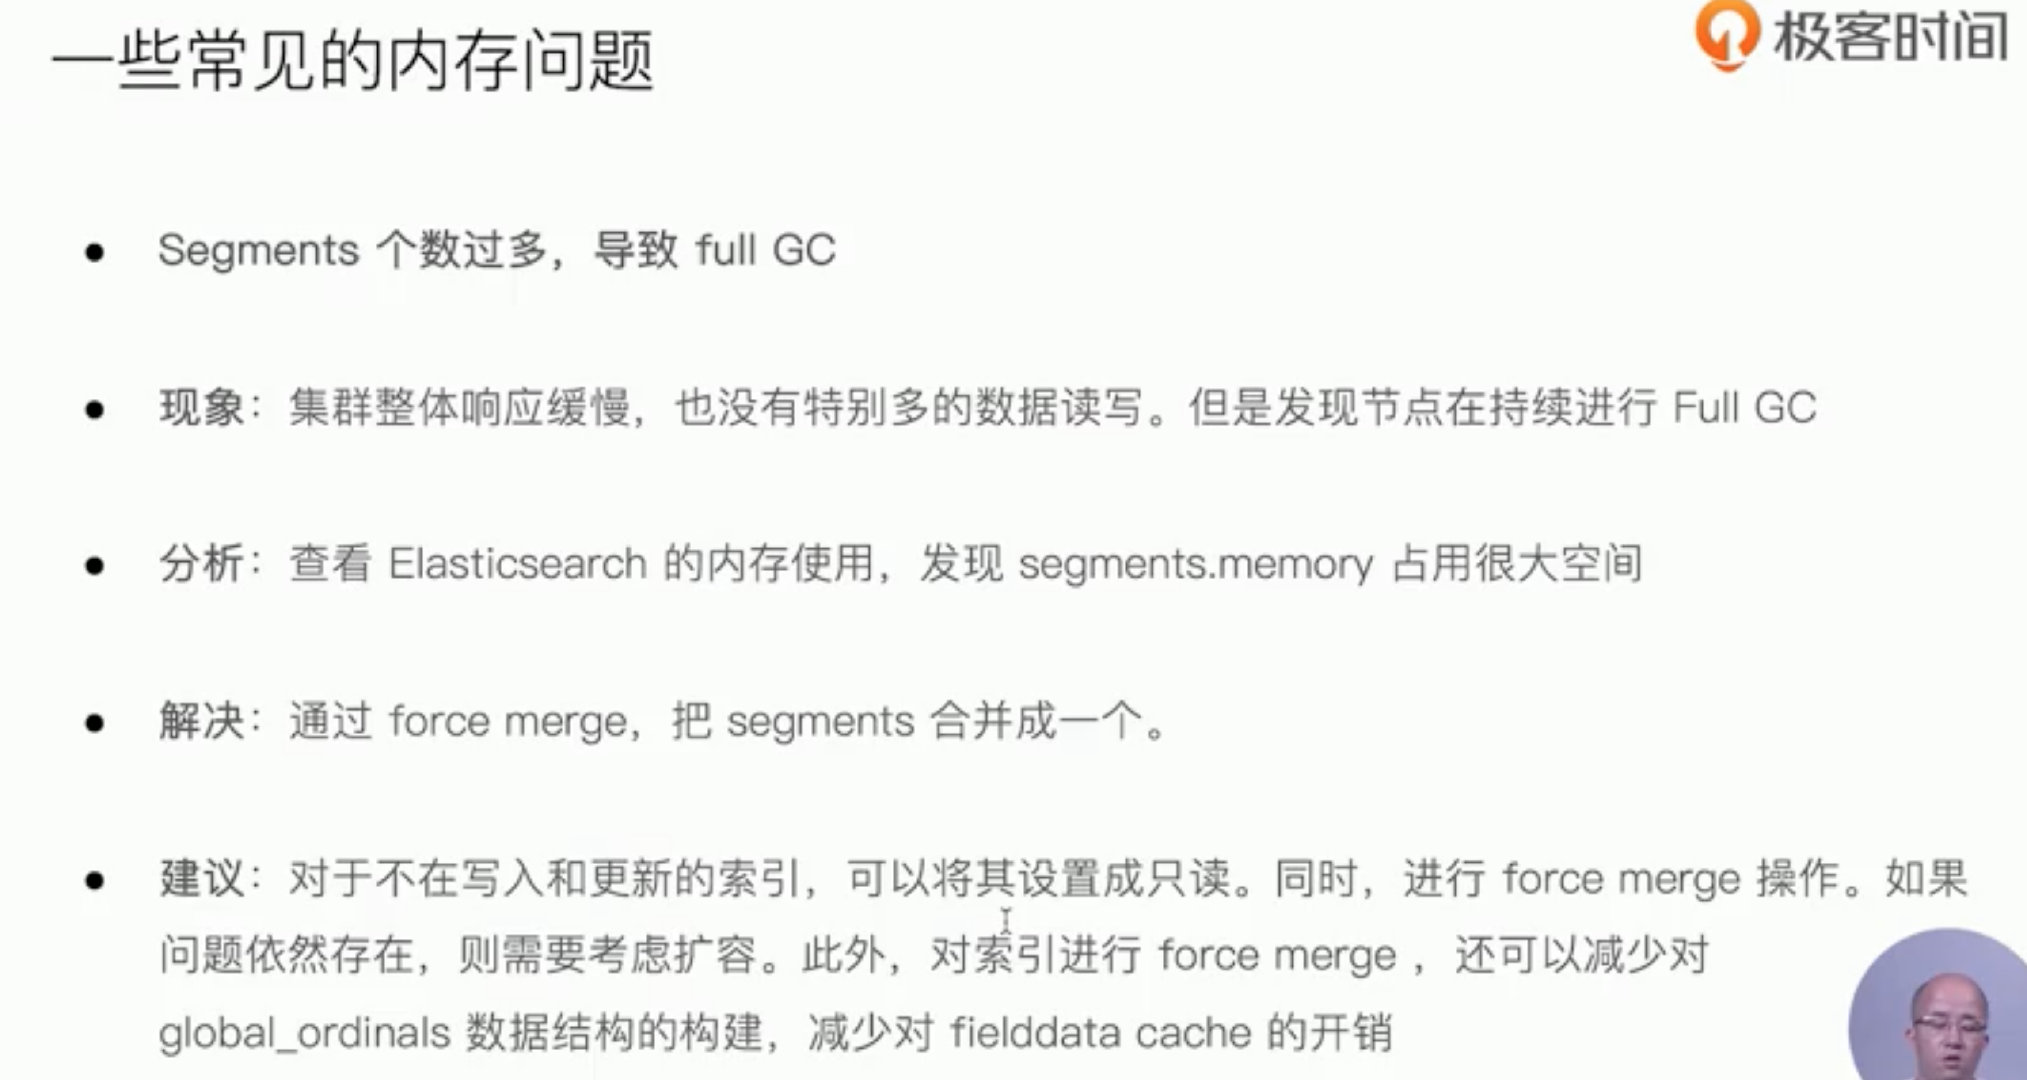 一些常见的内存问题
极客时间
● Segments 个数过多，导致 full GC
● 现象：集群整体响应缓慢，也没有特别多的数据读写。但是发现节点在持续进行 Full GC
● 分析：查看 Elasticsearch 的内存使用，发现 segments.memory 占用很大空间
● 解决：通过 force merge，把 segments 合并成一个。
● 建议：对于不在写入和更新的索引，可以将其设置成只读。同时，进行 force merge 操作。如果
问题依然存在，则需要考虑扩容。此外，对索引进行 force merge ，还可以减少对
global_ordinals 数据结构的构建，减少对 fielddata cache 的开销